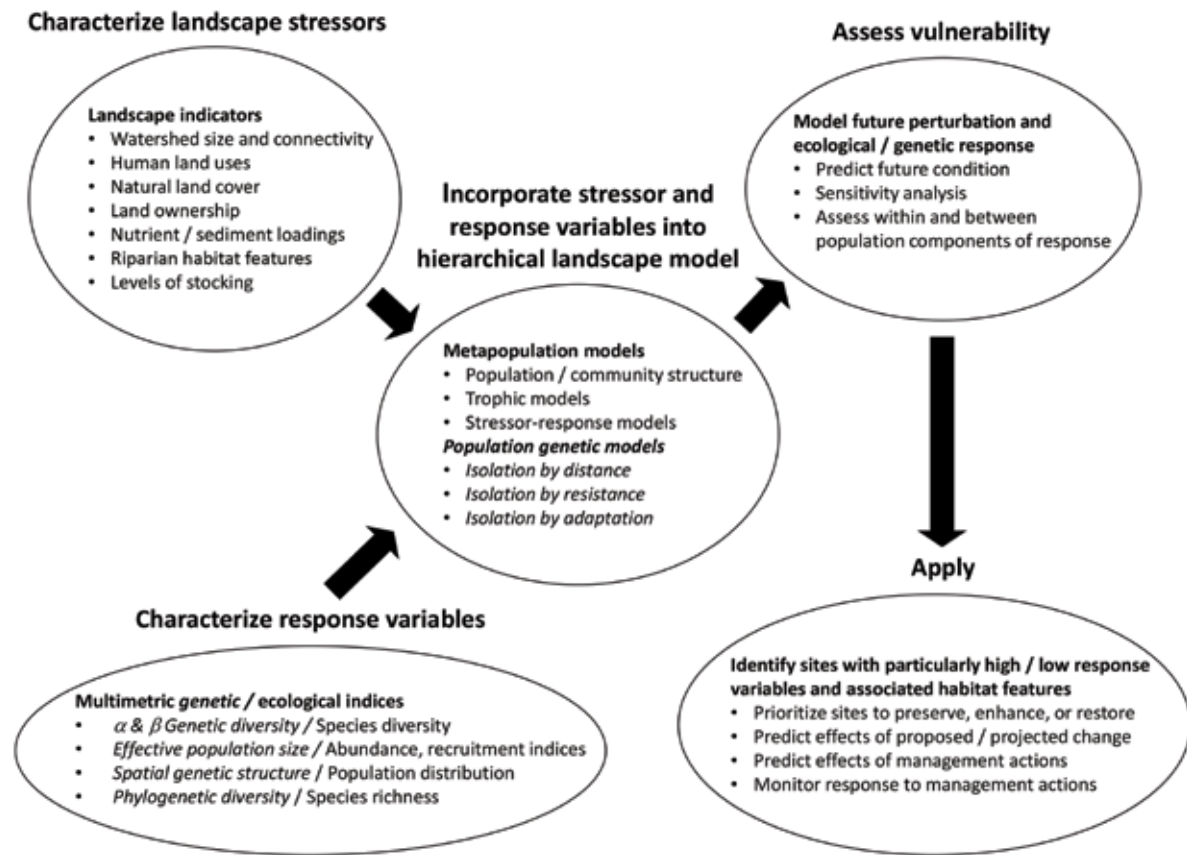 Characterize landscape stressors
Landscape indicators
• Watershed size and connectivity
• Human land uses
• Natural land cover
• Land ownership
• Nutrient / sediment loadings
• Riparian habitat features
• Levels of stocking
Incorporate stressor and
response variables into
hierarchical landscape model
Metapopulation models
• Population / community structure
• Trophic models
• Stressor-response models
Population genetic models
• Isolation by distance
• Isolation by resistance
• Isolation by adaptation
Characterize response variables
Multimetric genetic / ecological indices
• α & β Genetic diversity / Species diversity
• Effective population size / Abundance, recruitment indices
• Spatial genetic structure / Population distribution
• Phylogenetic diversity / Species richness
Assess vulnerability
Model future perturbation and
ecological / genetic response
• Predict future condition
• Sensitivity analysis
• Assess within and between
population components of response
Apply
Identify sites with particularly high / low response
variables and associated habitat features
• Prioritize sites to preserve, enhance, or restore
• Predict effects of proposed / projected change
• Predict effects of management actions
• Monitor response to management actions